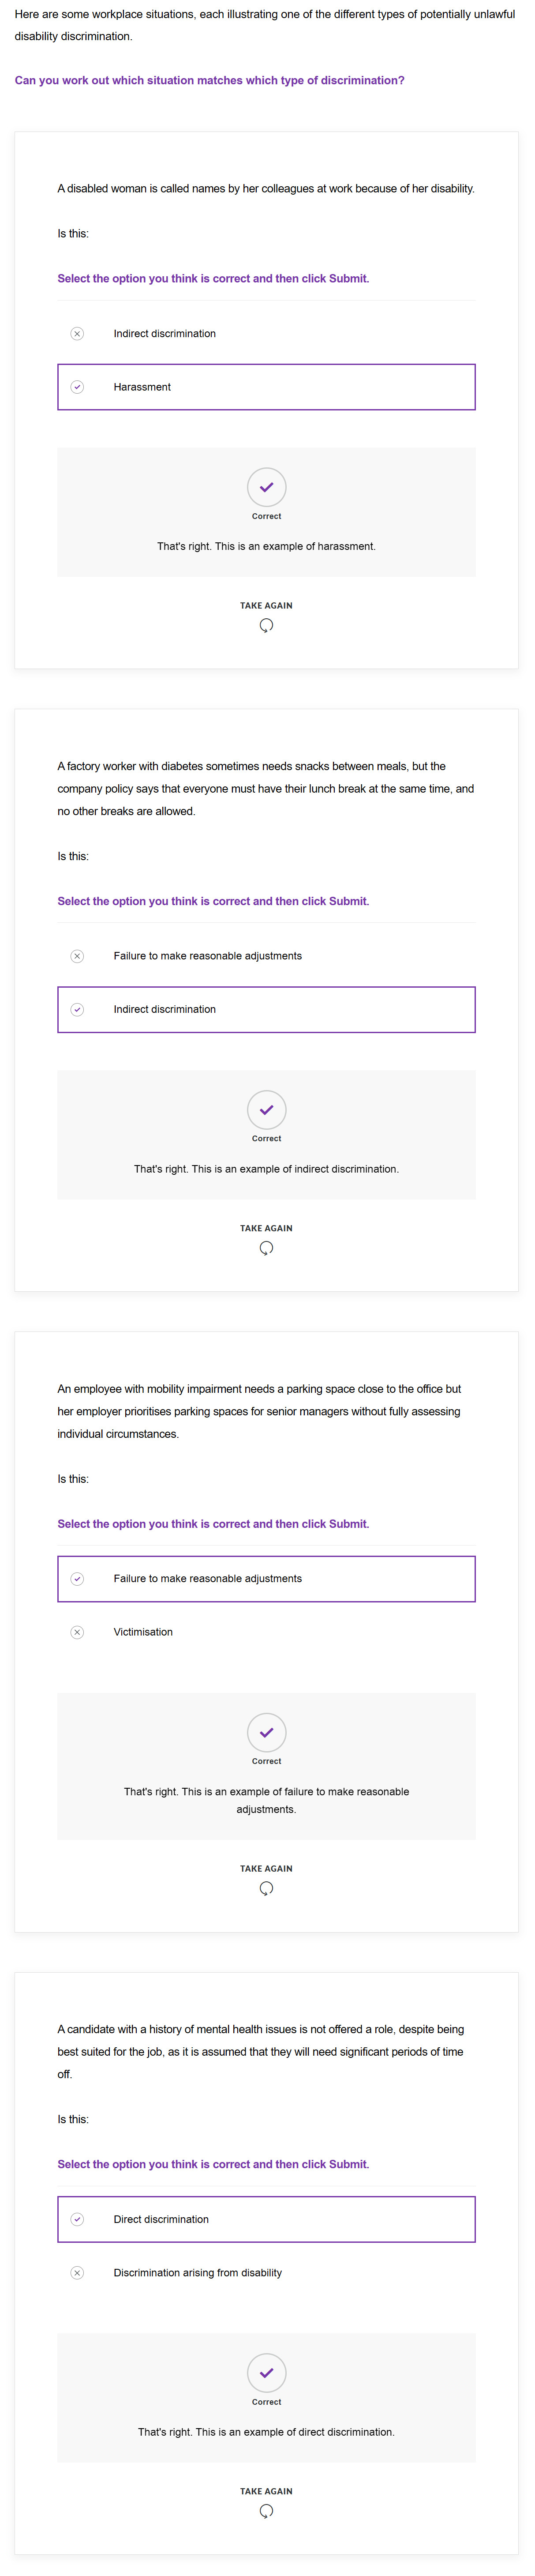 Here are some workplace situations, each illustrating one of the different types of potentially unlawful
disability discrimination.
Can you work out which situation matches which type of discrimination?
A disabled woman is called names by her colleagues at work because of her disability.
Is this:
Select the option you think is correct and then click Submit.
Indirect discrimination
Harassment
Correct
That's right. This is an example of harassment.
TAKE AGAIN
A factory worker with diabetes sometimes needs snacks between meals, but the
company policy says that everyone must have their lunch break at the same time, and
no other breaks are allowed.
Is this:
Select the option you think is correct and then click Submit.
Failure to make reasonable adjustments
Indirect discrimination
Correct
That's right. This is an example of indirect discrimination.
TAKE AGAIN
An employee with mobility impairment needs a parking space close to the office but
her employer prioritises parking spaces for senior managers without fully assessing
individual circumstances.
Is this:
Select the option you think is correct and then click Submit.
Failure to make reasonable adjustments
Victimisation
Correct
That's right. This is an example of failure to make reasonable
adjustments.
TAKE AGAIN
A candidate with a history of mental health issues is not offered a role, despite being
best suited for the job, as it is assumed that they will need significant periods of time
off.
Is this:
Select the option you think is correct and then click Submit.
Direct discrimination
Discrimination arising from disability
Correct
That's right. This is an example of direct discrimination.
TAKE AGAIN